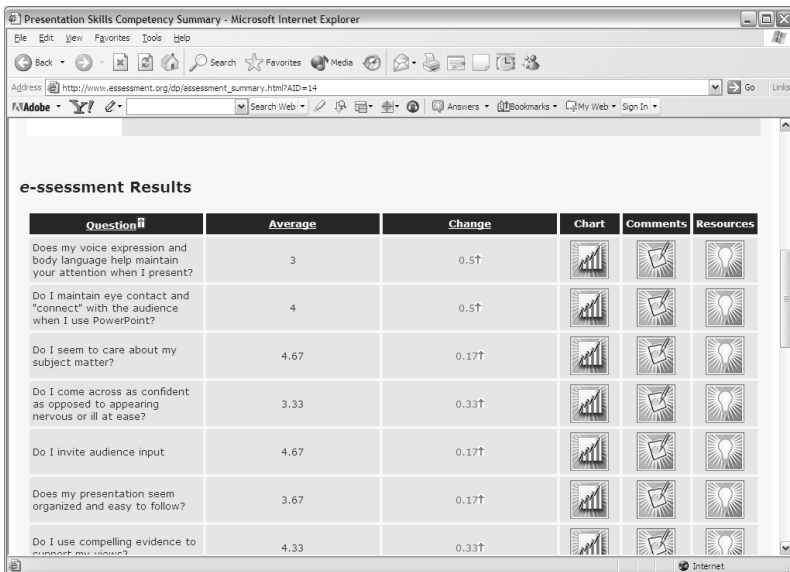 Presentation Skills Competency Summary - Microsoft Internet Explorer
File Edit View Favorites Tools Help
Back Search Favorites Media
Address http://www.essessment.org/dp/assessment_summary.html?AID=14 Go Links
Adobe Y! Search Web Answers Bookmarks My Web Sign In
e-ssessment Results
Question Average Change Chart Comments Resources
Does my voice expression and
body language help maintain
your attention when I present?
3 0.5↑
Do I maintain eye contact and
"connect" with the audience
when I use PowerPoint?
4 0.5↑
Do I seem to care about my
subject matter?
4.67 0.17↑
Do I come across as confident
as opposed to appearing
nervous or ill at ease?
3.33 0.33↑
Do I invite audience input 4.67 0.17↑
Does my presentation seem
organized and easy to follow?
3.67 0.17↑
Do I use compelling evidence to
support my views?
4.33 0.33↑
Internet